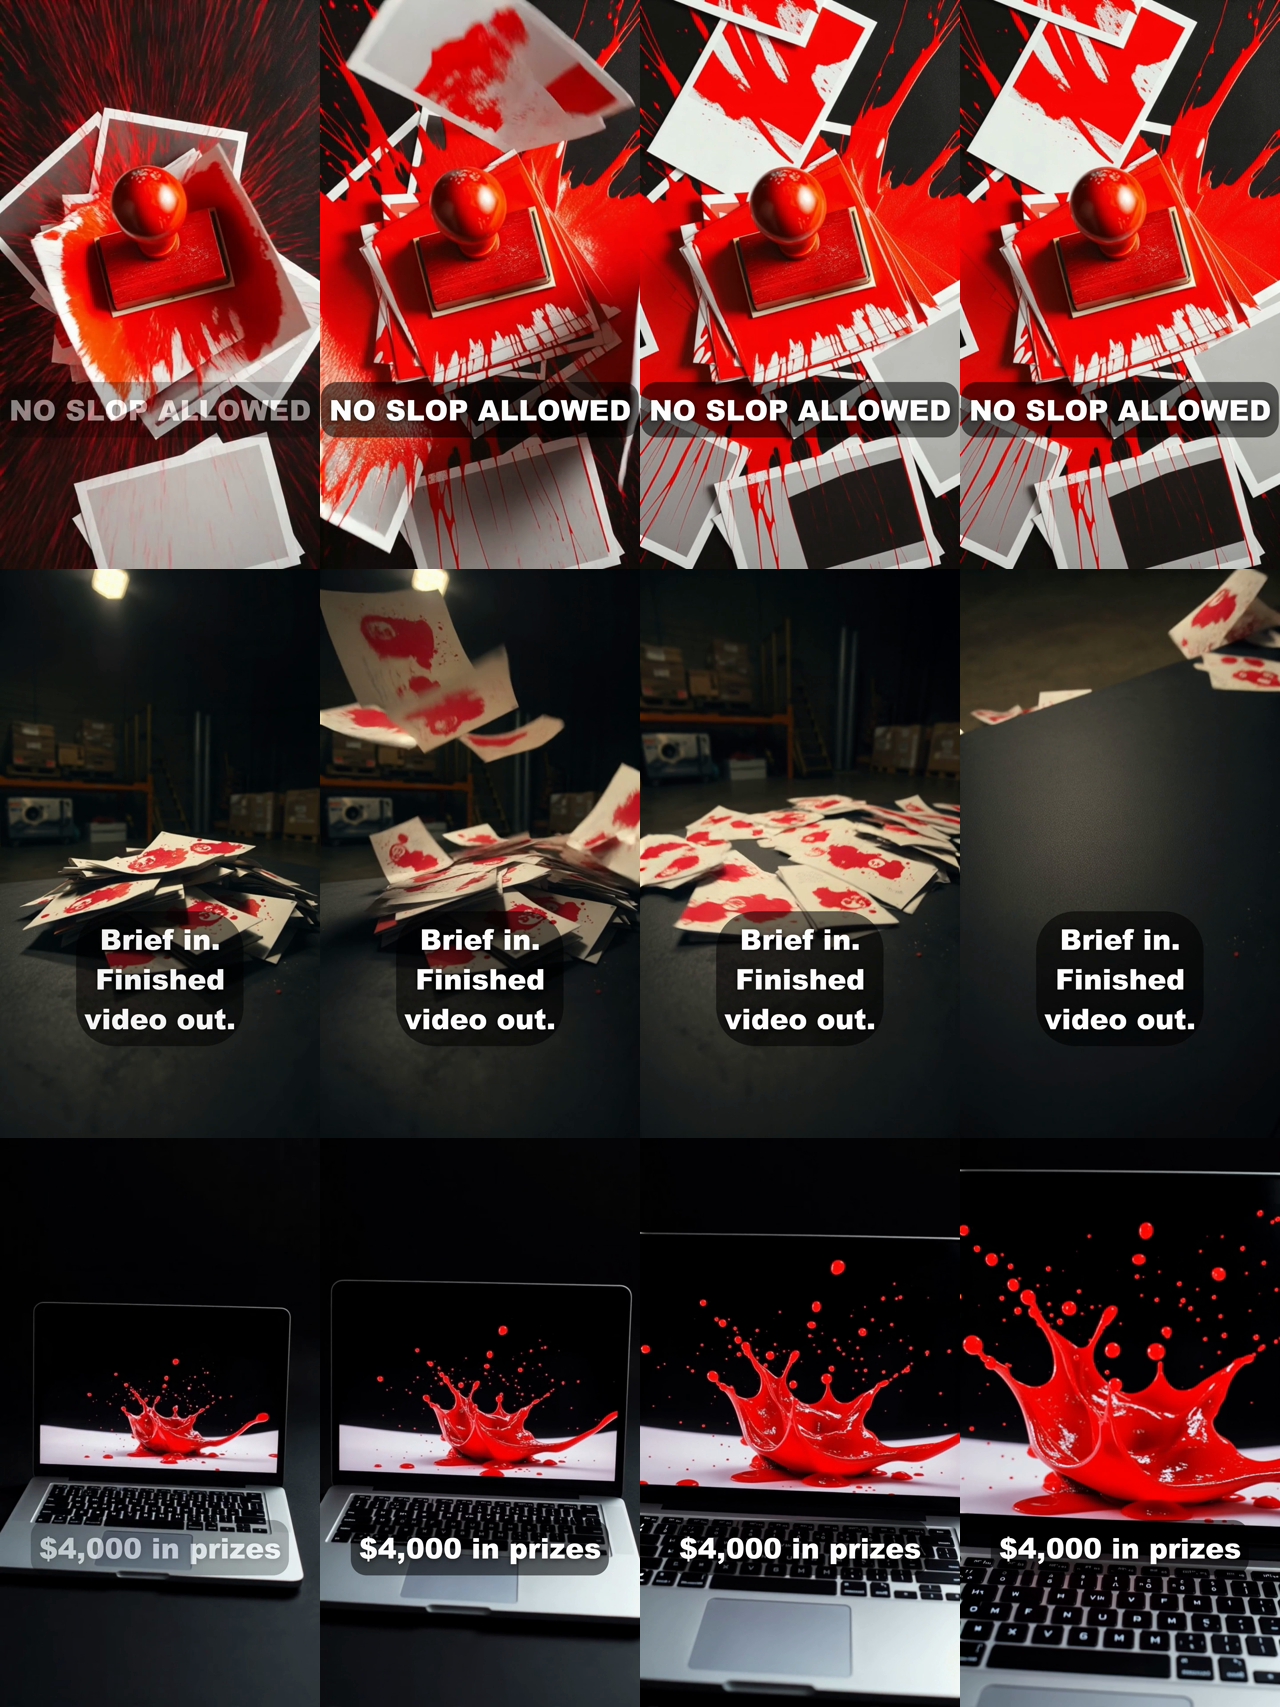 NO SLOP ALLOWED
NO SLOP ALLOWED
NO SLOP ALLOWED
NO SLOP ALLOWED
Brief in.
Finished
video out.
Brief in.
Finished
video out.
Brief in.
Finished
video out.
Brief in.
Finished
video out.
$4,000 in prizes
$4,000 in prizes
$4,000 in prizes
$4,000 in prizes